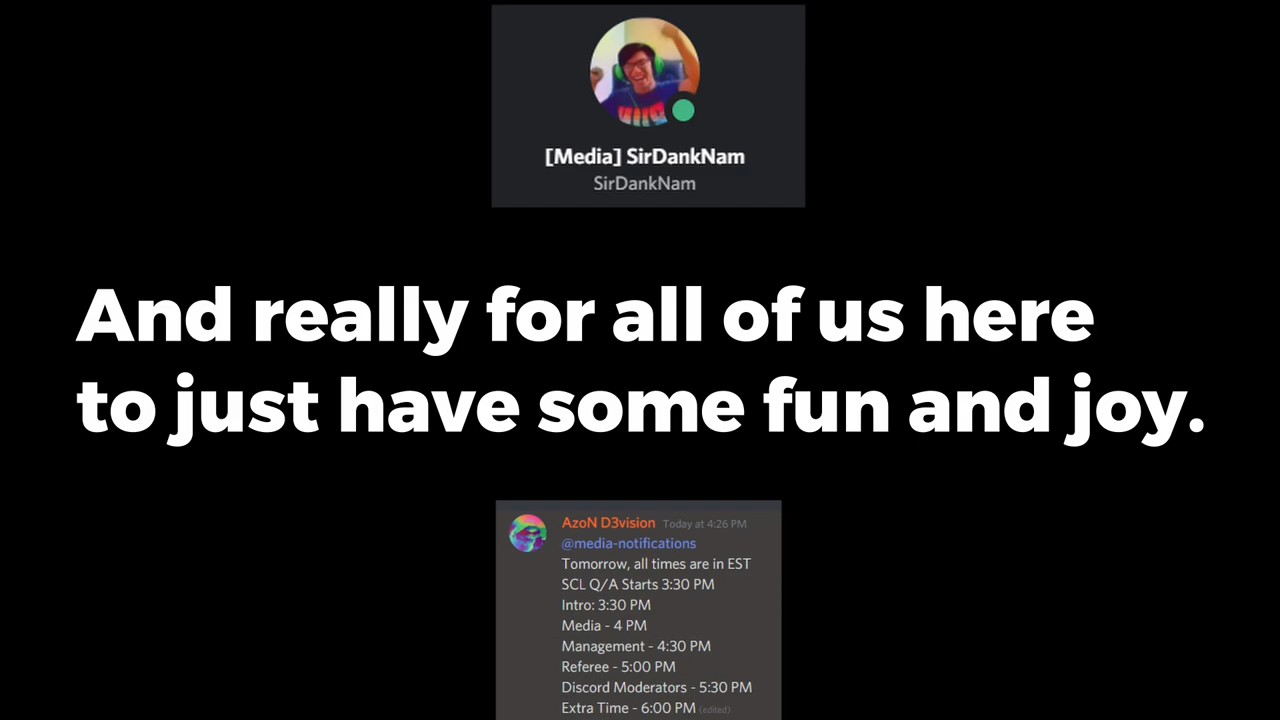 [Media] SirDankNam
SirDankNam
And really for all of us here
to just have some fun and joy.
AzoN D3vision Today at 4:26 PM
@media-notifications
Tomorrow, all times are in EST
SCL Q/A Starts 3:30 PM
Intro: 3:30 PM
Media - 4 PM
Management - 4:30 PM
Referee - 5:00 PM
Discord Moderators - 5:30 PM
Extra Time - 6:00 PM (edited)